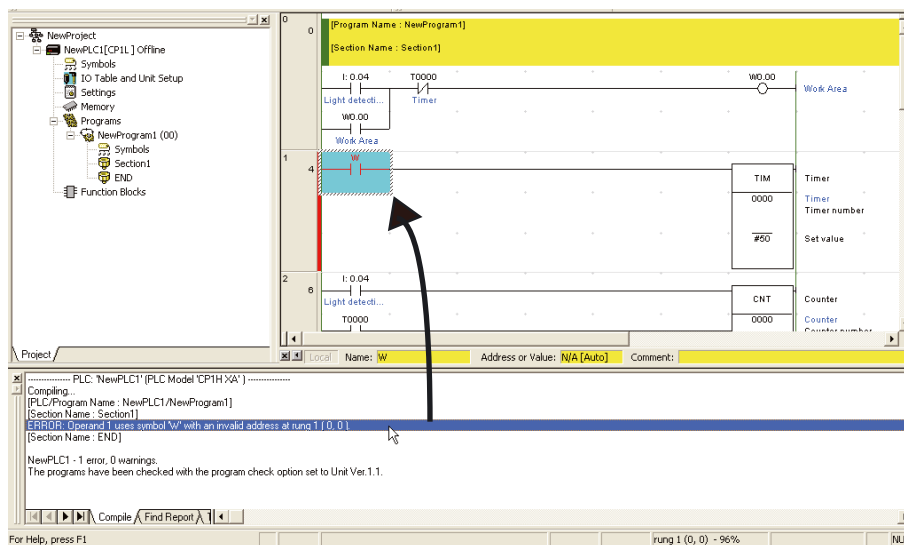 NewProject
NewPLC1[CP1L ] Offline
Symbols
IO Table and Unit Setup
Settings
Memory
Programs
NewProgram1 (00)
Symbols
Section1
END
Function Blocks
Project
0
0
[Program Name : NewProgram1]
[Section Name : Section1]
I: 0.04
T0000
W0.00
Light detecti...
Timer
Work Area
W0.00
Work Area
1
4
W
TIM
Timer
0000
Timer
Timer number
#50
Set value
2
6
I: 0.04
Light detecti...
CNT
Counter
T0000
0000
Counter
Counter number
Local
Name: W
Address or Value: N/A [Auto]
Comment:
---------------- PLC: 'NewPLC1' (PLC Model 'CP1H XA' ) ----------------
Compiling...
[PLC/Program Name : NewPLC1/NewProgram1]
[Section Name : Section1]
ERROR: Operand 1 uses symbol 'W' with an invalid address at rung 1 ( 0, 0 ).
[Section Name : END]
NewPLC1 - 1 error, 0 warnings.
The programs have been checked with the program check option set to Unit Ver.1.1.
Compile
Find Report
For Help, press F1
rung 1 (0, 0) - 96%
NU